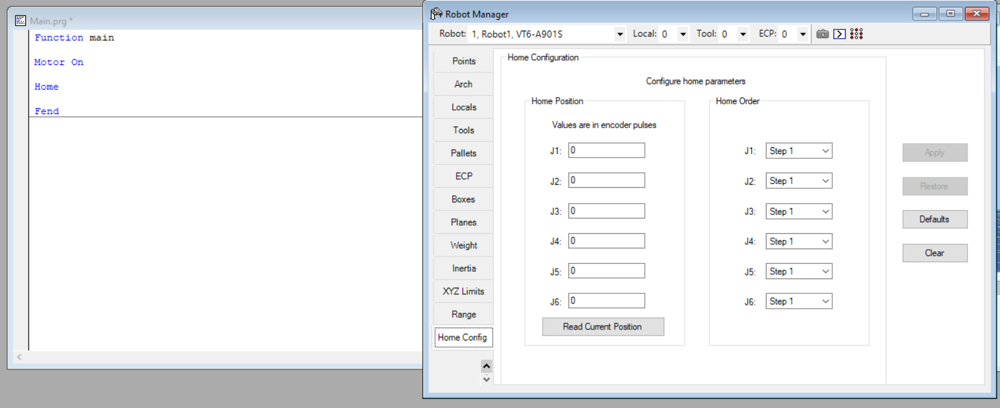 Main.prg *
Function main
Motor On
Home
Fend
Robot Manager
Robot: 1, Robot1, VT6-A901S Local: 0 Tool: 0 ECP: 0
Points
Arch
Locals
Tools
Pallets
ECP
Boxes
Planes
Weight
Inertia
XYZ Limits
Range
Home Config
Home Configuration
Configure home parameters
Home Position
Values are in encoder pulses
J1: 0
J2: 0
J3: 0
J4: 0
J5: 0
J6: 0
Read Current Position
Home Order
J1: Step 1
J2: Step 1
J3: Step 1
J4: Step 1
J5: Step 1
J6: Step 1
Apply
Restore
Defaults
Clear